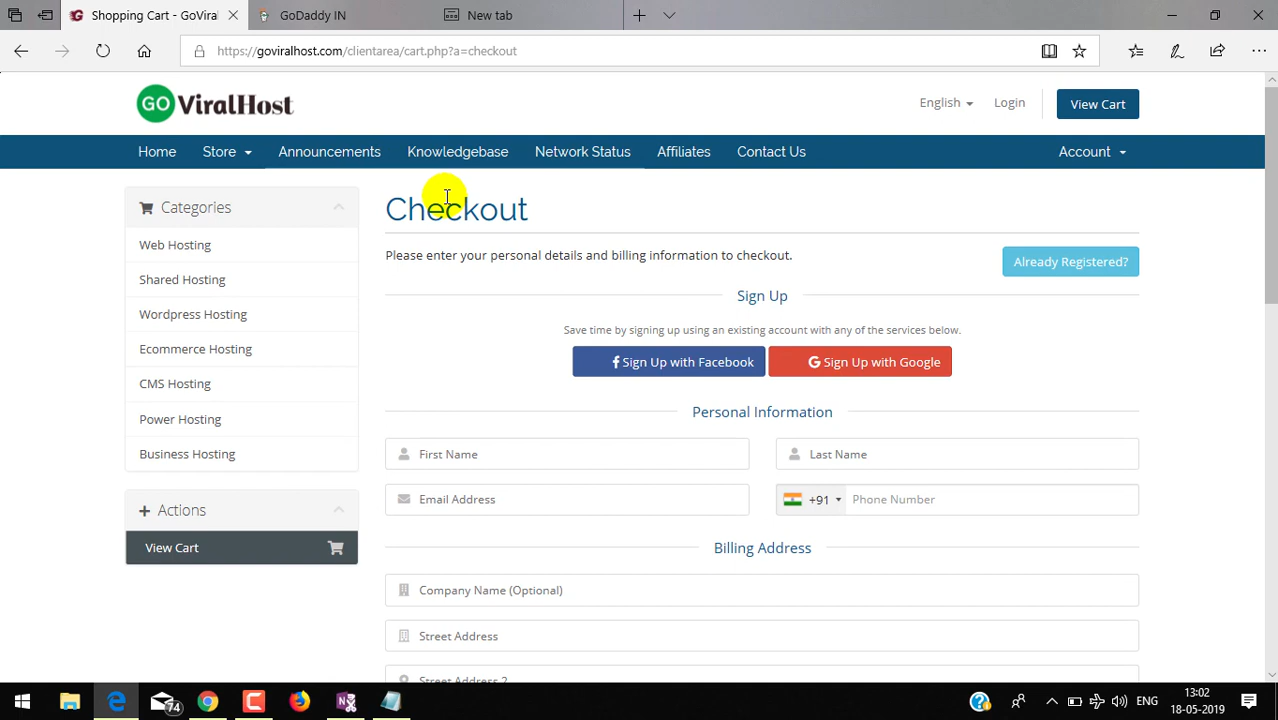 Shopping Cart - GoViral
GoDaddy IN
New tab
https://goviralhost.com/clientarea/cart.php?a=checkout
GO ViralHost
English
Login
View Cart
Home
Store
Announcements
Knowledgebase
Network Status
Affiliates
Contact Us
Account
Categories
Web Hosting
Shared Hosting
Wordpress Hosting
Ecommerce Hosting
CMS Hosting
Power Hosting
Business Hosting
Actions
View Cart
Checkout
Please enter your personal details and billing information to checkout.
Already Registered?
Sign Up
Save time by signing up using an existing account with any of the services below.
f Sign Up with Facebook
G Sign Up with Google
Personal Information
First Name
Last Name
Email Address
+91
Phone Number
Billing Address
Company Name (Optional)
Street Address
Street Address 2
74
ENG
13:02
18-05-2019